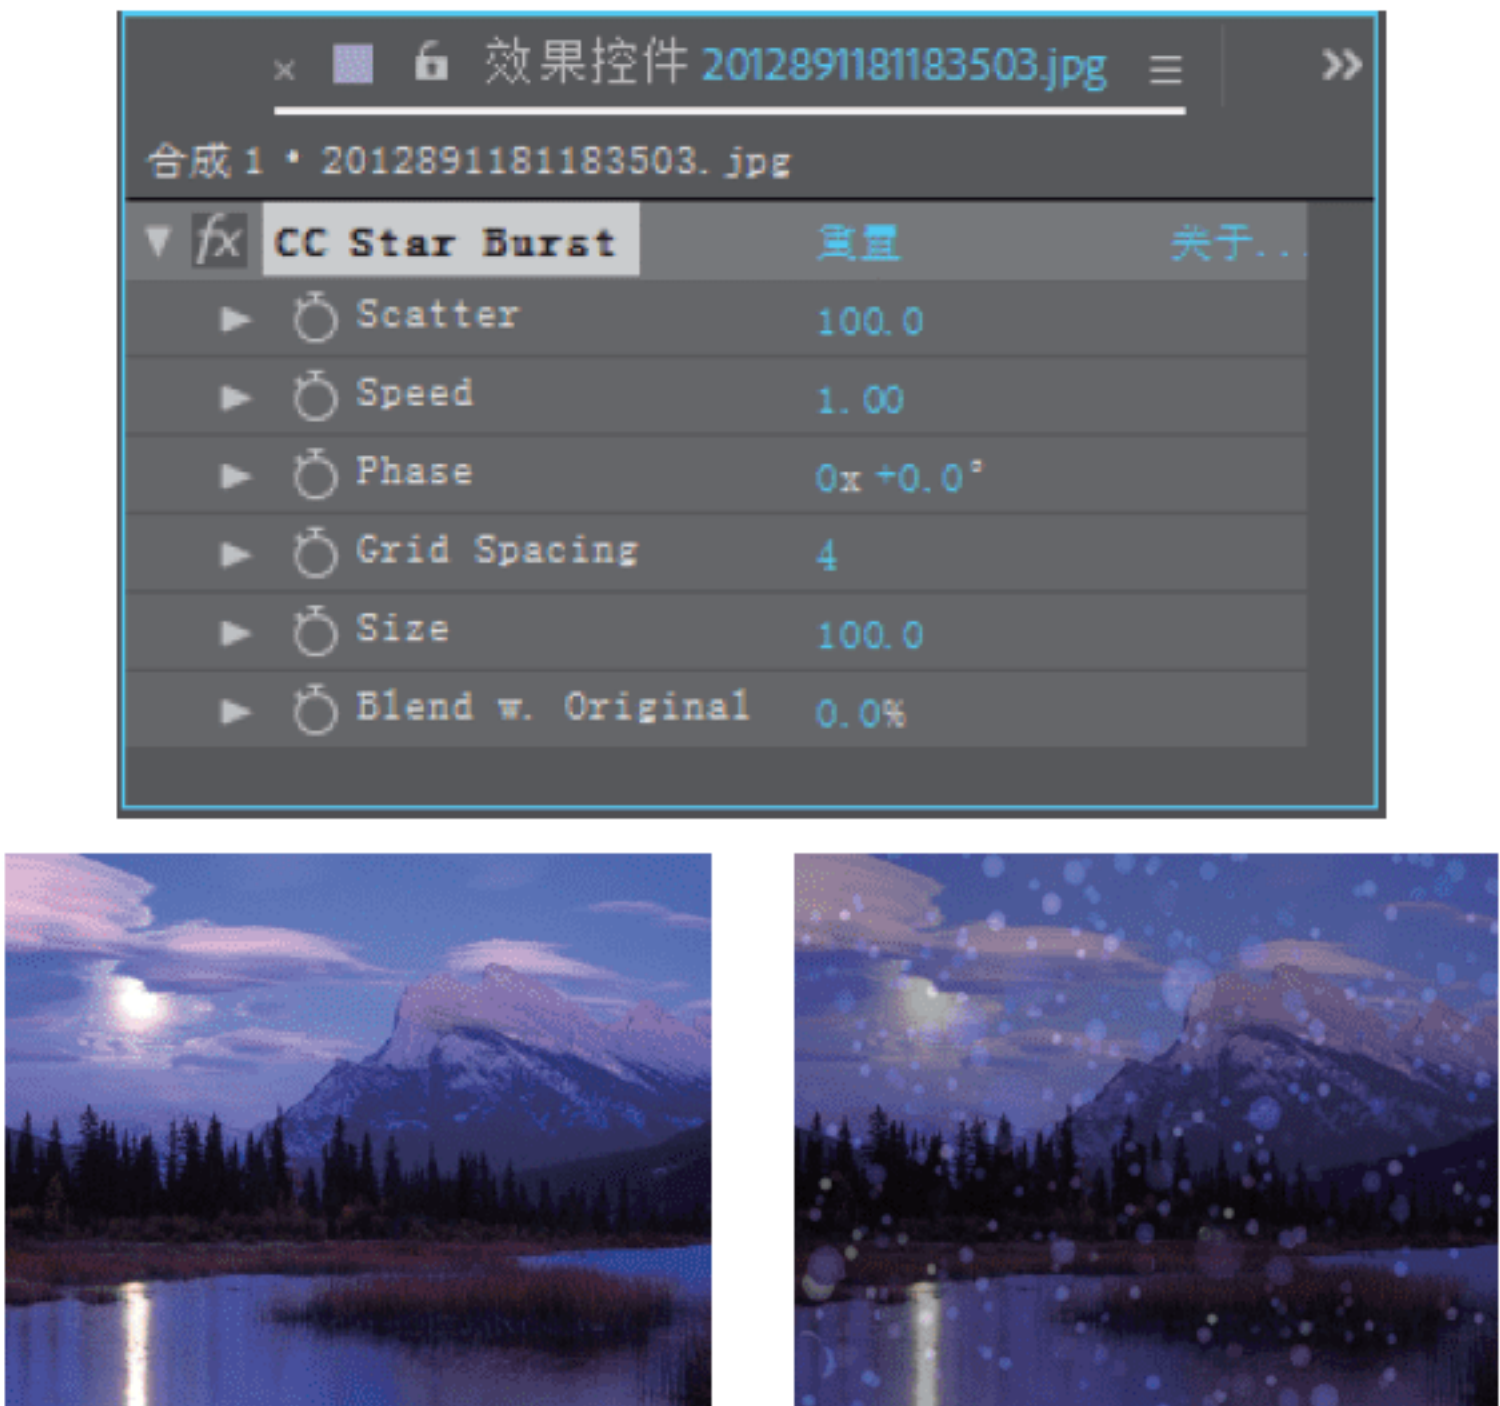 × 效果控件 2012891181183503.jpg ☰ »
合成 1 • 2012891181183503.jpg
fx CC Star Burst 重置 关于...
Scatter 100.0
Speed 1.00
Phase 0x +0.0°
Grid Spacing 4
Size 100.0
Blend w. Original 0.0%